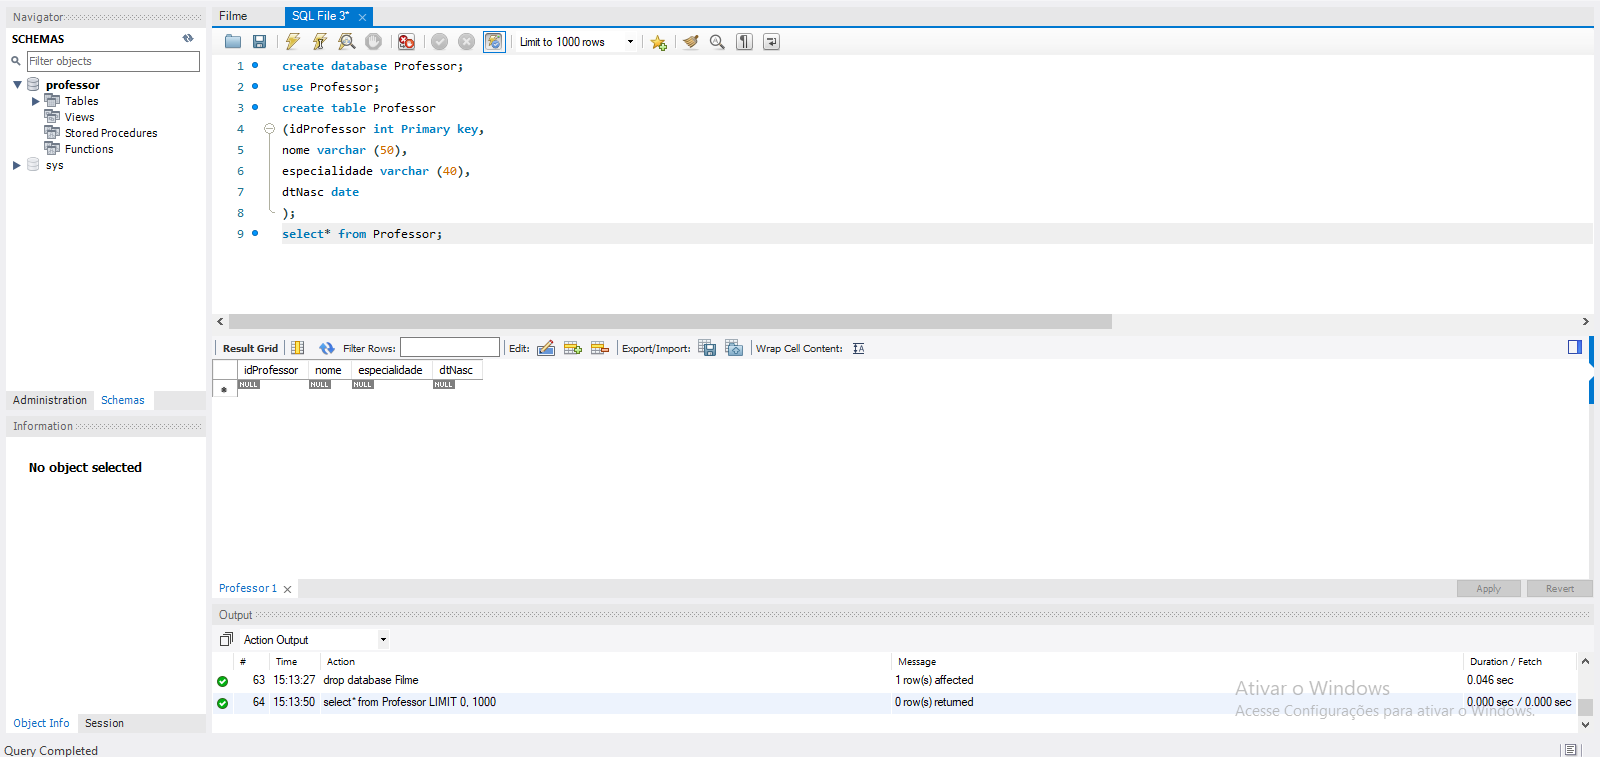 Navigator
SCHEMAS
Filter objects
professor
Tables
Views
Stored Procedures
Functions
sys
Administration Schemas
Information
No object selected
Object Info Session
Query Completed
Filme SQL File 3*
Limit to 1000 rows
1 create database Professor;
2 use Professor;
3 create table Professor
4 (idProfessor int Primary key,
5 nome varchar (50),
6 especialidade varchar (40),
7 dtNasc date
8 );
9 select* from Professor;
Result Grid Filter Rows: Edit: Export/Import: Wrap Cell Content: IA
idProfessor nome especialidade dtNasc
* NULL NULL NULL NULL
Professor 1 Apply Revert
Output
Action Output
# Time Action Message Duration / Fetch
63 15:13:27 drop database Filme 1 row(s) affected 0.046 sec
64 15:13:50 select* from Professor LIMIT 0, 1000 0 row(s) returned 0.000 sec / 0.000 sec
Ativar o Windows
Acesse Configurações para ativar o Windows.